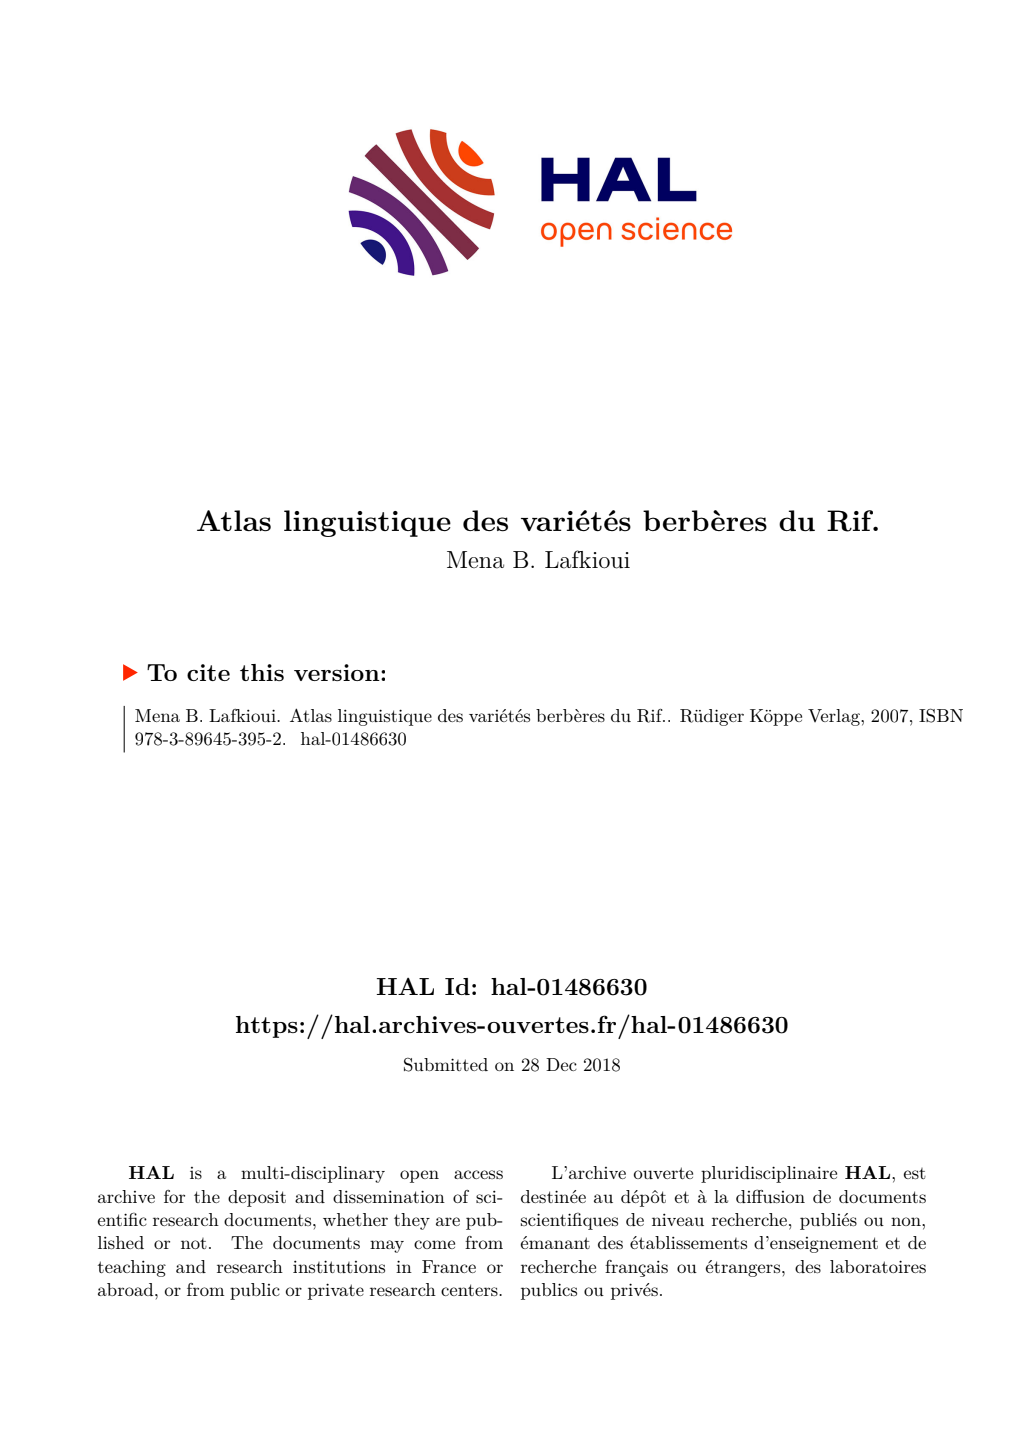 HAL
open science
Atlas linguistique des variétés berbères du Rif.
Mena B. Lafkioui
To cite this version:
Mena B. Lafkioui. Atlas linguistique des variétés berbères du Rif.. Rüdiger Köppe Verlag, 2007, ISBN
978-3-89645-395-2. hal-01486630
HAL Id: hal-01486630
https://hal.archives-ouvertes.fr/hal-01486630
Submitted on 28 Dec 2018
HAL is a multi-disciplinary open access
archive for the deposit and dissemination of sci-
entific research documents, whether they are pub-
lished or not. The documents may come from
teaching and research institutions in France or
abroad, or from public or private research centers.
L'archive ouverte pluridisciplinaire HAL, est
destinée au dépôt et à la diffusion de documents
scientifiques de niveau recherche, publiés ou non,
émanant des établissements d'enseignement et de
recherche français ou étrangers, des laboratoires
publics ou privés.